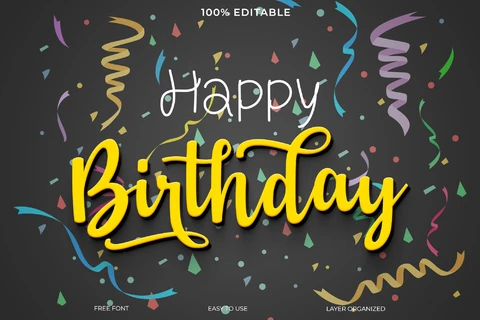 100% EDITABLE
Happy
Birthday
FREE FONT EASY TO USE LAYER ORGANIZED